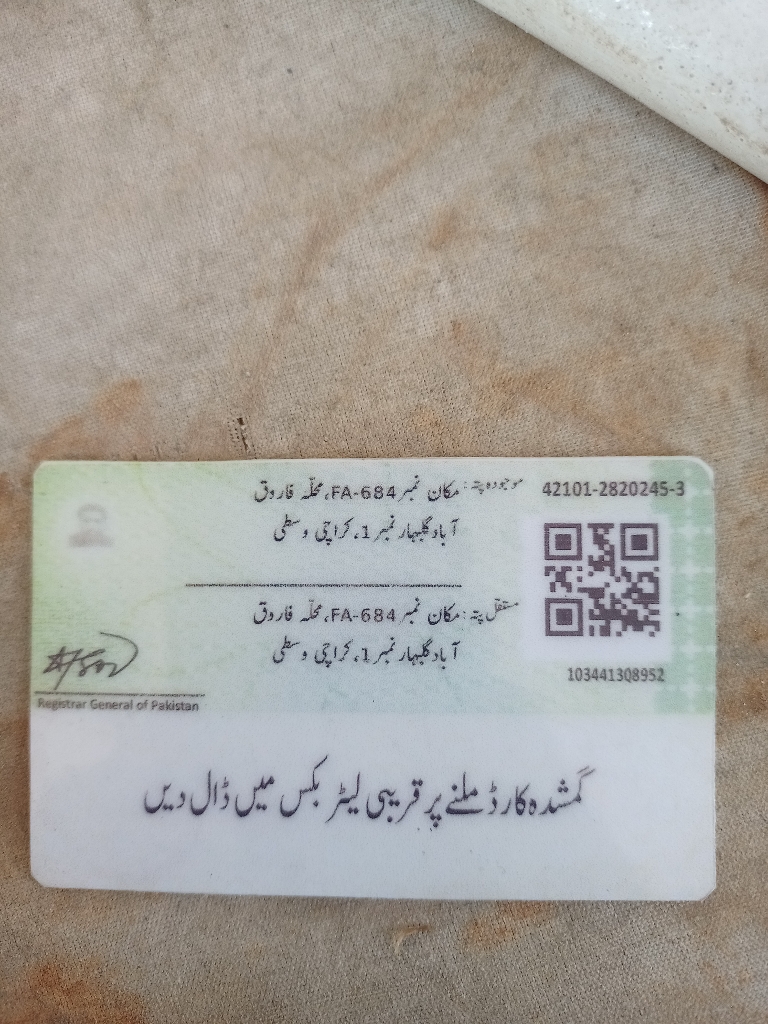 42101-2820245-3
موجودہ پتہ: مکان نمبر FA-684، محلّہ فاروق
آباد گلبہار نمبر 1، کراچی وسطی
مستقل پتہ: مکان نمبر FA-684، محلّہ فاروق
آباد گلبہار نمبر 1، کراچی وسطی
103441308952
Registrar General of Pakistan
گمشدہ کارڈ ملنے پر قریبی لیٹر بکس میں ڈال دیں